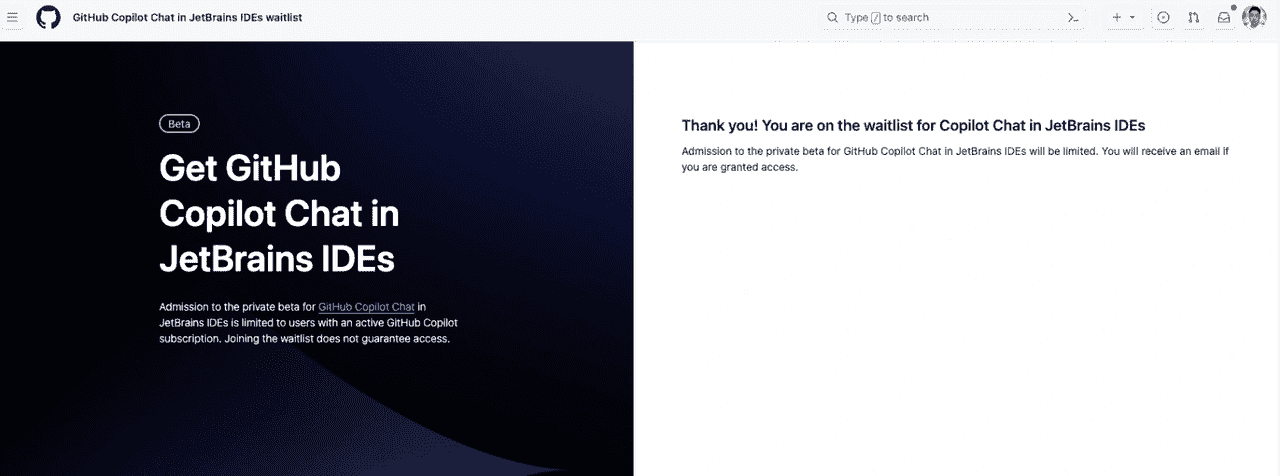 GitHub Copilot Chat in JetBrains IDEs waitlist
Type / to search
Beta
Get GitHub
Copilot Chat in
JetBrains IDEs
Admission to the private beta for GitHub Copilot Chat in
JetBrains IDEs is limited to users with an active GitHub Copilot
subscription. Joining the waitlist does not guarantee access.
Thank you! You are on the waitlist for Copilot Chat in JetBrains IDEs
Admission to the private beta for GitHub Copilot Chat in JetBrains IDEs will be limited. You will receive an email if
you are granted access.